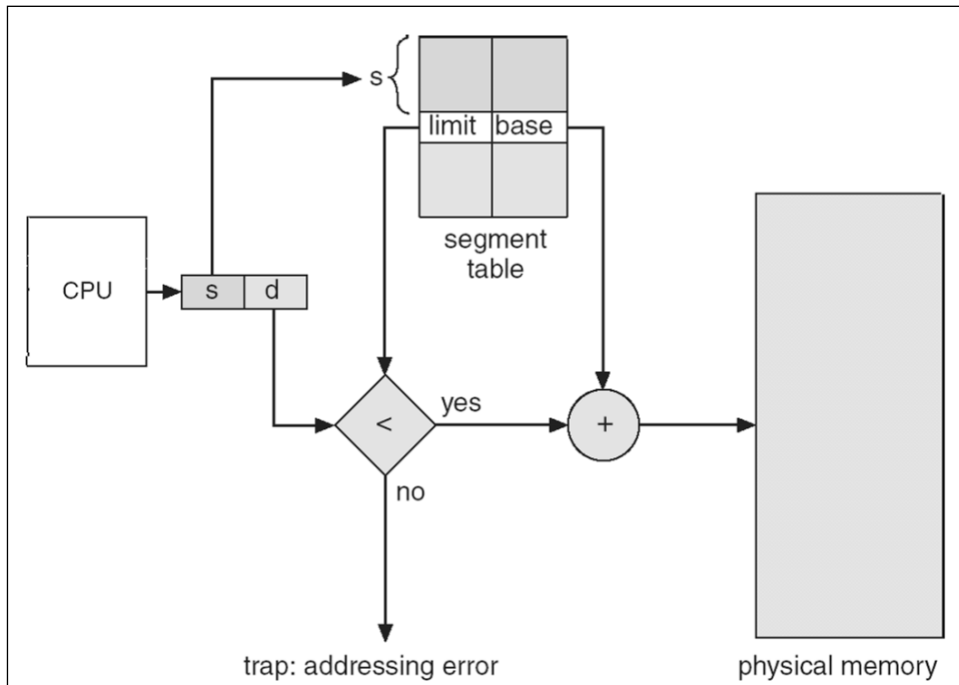 s
limit base
segment
table
CPU
s d
<
yes
+
no
trap: addressing error
physical memory